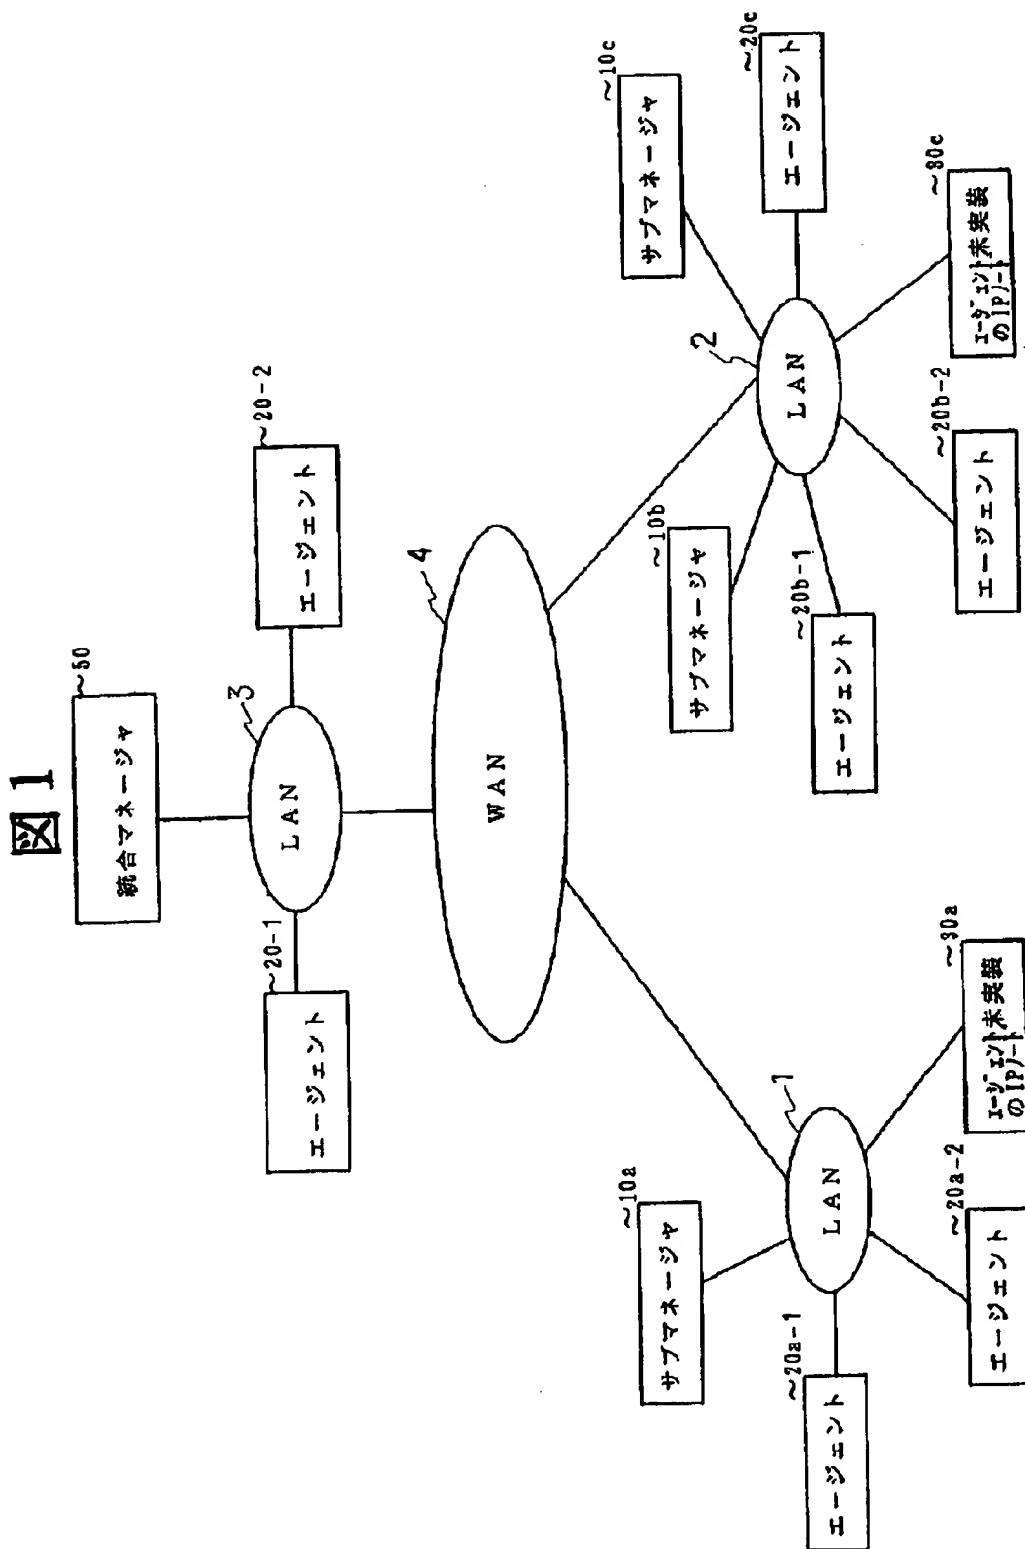 図1
統合マネージャ
~50
3
LAN
エージェント
~20-1
エージェント
~20-2
4
WAN
サブマネージャ
~10a
1
LAN
エージェント
~20a-1
エージェント
~20a-2
エージェント未実装
のIPノード
~30a
サブマネージャ
~10b
サブマネージャ
~10c
2
LAN
エージェント
~20b-1
エージェント
~20b-2
エージェント
~20c
エージェント未実装
のIPノード
~30c